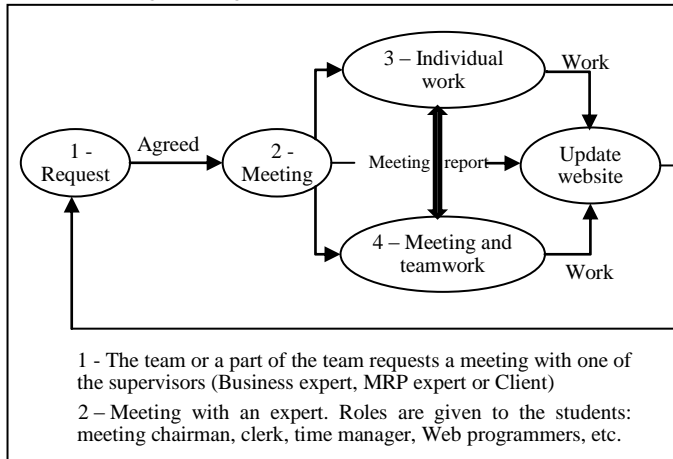 3 – Individual
work
Work
1 -
Request
Agreed
2 -
Meeting
Meeting report
Update
website
4 – Meeting and
teamwork
Work
1 - The team or a part of the team requests a meeting with one of
the supervisors (Business expert, MRP expert or Client)
2 – Meeting with an expert. Roles are given to the students:
meeting chairman, clerk, time manager, Web programmers, etc.